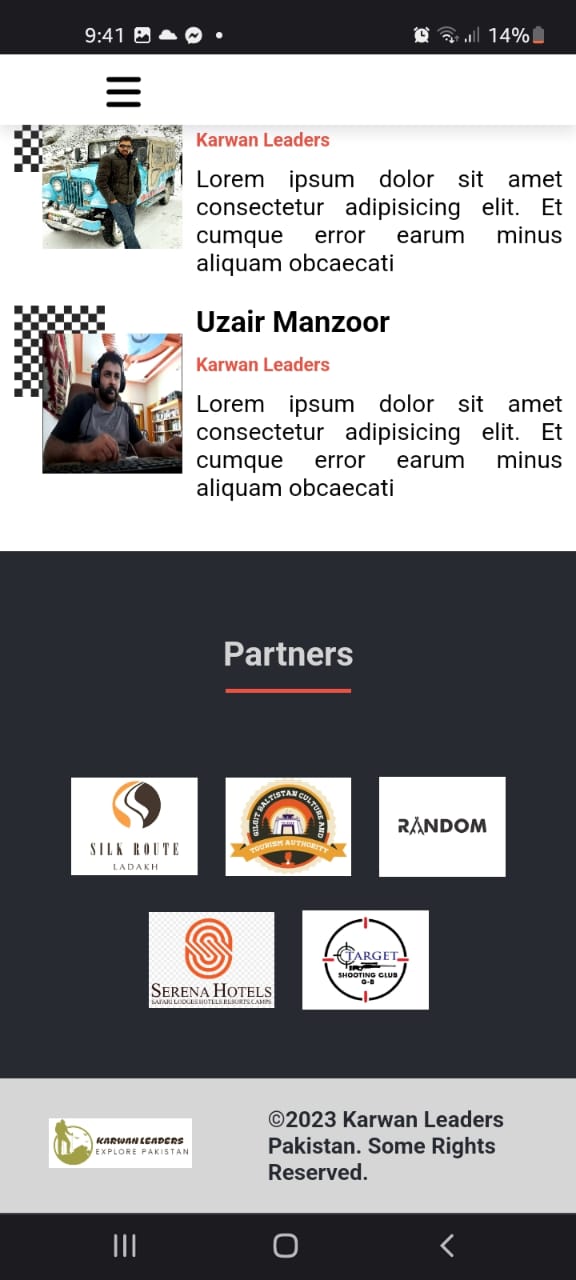 9:41
14%
Karwan Leaders
Lorem ipsum dolor sit amet
consectetur adipisicing elit. Et
cumque error earum minus
aliquam obcaecati
Uzair Manzoor
Karwan Leaders
Lorem ipsum dolor sit amet
consectetur adipisicing elit. Et
cumque error earum minus
aliquam obcaecati
Partners
SILK ROUTE
LADAKH
GILGIT BALTISTAN CULTURE AND
TOURISM AUTHORITY
RANDOM
SERENA HOTELS
SAFARI LODGES HOTELS RESORTS CAMPS
TARGET
SHOOTING CLUB
G-B
KARWAN LEADERS
EXPLORE PAKISTAN
©2023 Karwan Leaders
Pakistan. Some Rights
Reserved.